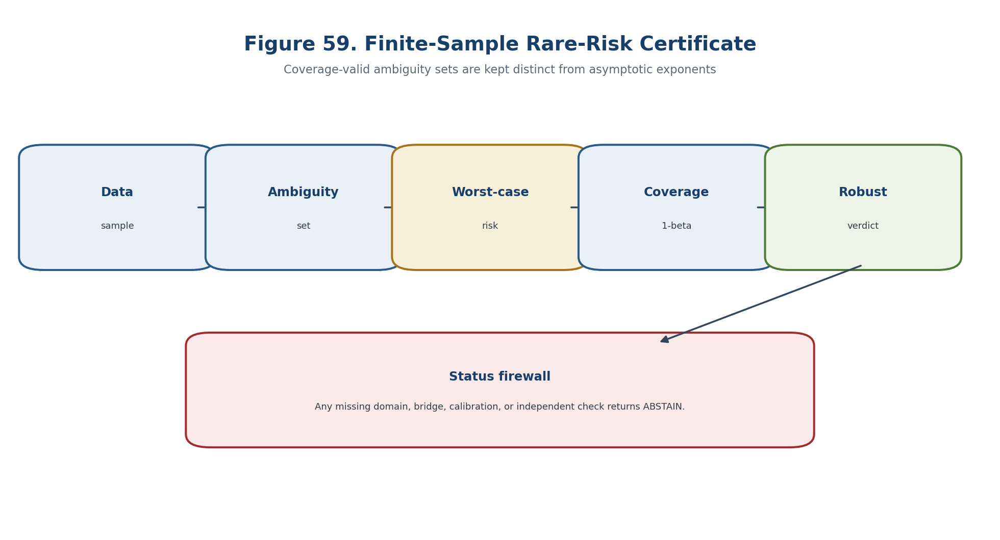 Figure 59. Finite-Sample Rare-Risk Certificate
Coverage-valid ambiguity sets are kept distinct from asymptotic exponents
Data
sample
Ambiguity
set
Worst-case
risk
Coverage
1-beta
Robust
verdict
Status firewall
Any missing domain, bridge, calibration, or independent check returns ABSTAIN.